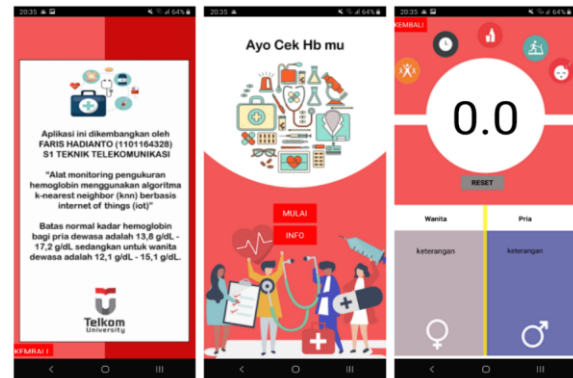 20:35
64%
Aplikasi ini dikembangkan oleh
FARIS HADIANTO (1101164328)
S1 TEKNIK TELEKOMUNIKASI
"Alat monitoring pengukuran
hemoglobin menggunakan algoritma
k-nearest neighbor (knn) berbasis
internet of things (iot)"
Batas normal kadar hemoglobin
bagi pria dewasa adalah 13,8 g/dL -
17,2 g/dL sedangkan untuk wanita
dewasa adalah 12,1 g/dL - 15,1 g/dL.
Telkom
University
KEMBALI
20:35
64%
Ayo Cek Hb mu
MULAI
INFO
20:35
64%
KEMBALI
0.0
RESET
Wanita
Pria
keterangan
keterangan